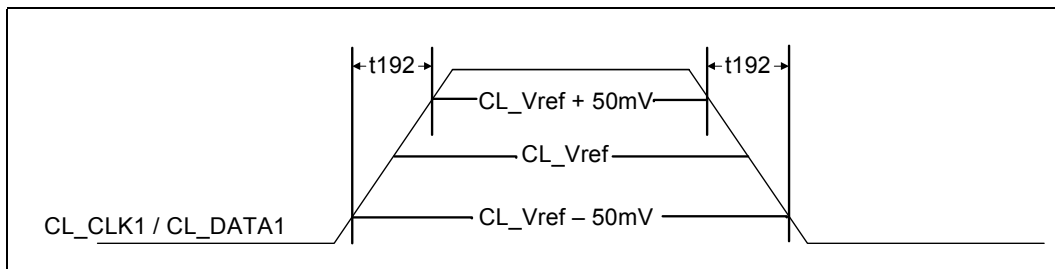 t192 t192
CL_Vref + 50mV
CL_Vref
CL_Vref – 50mV
CL_CLK1 / CL_DATA1